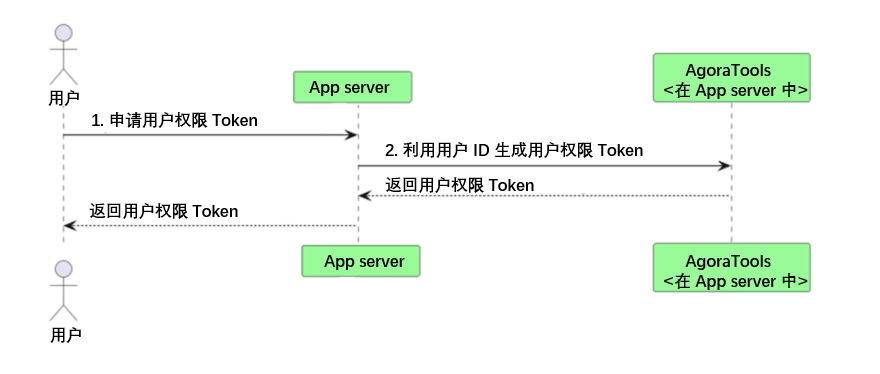 用户
App server
AgoraTools
<在 App server 中>
1. 申请用户权限 Token
2. 利用用户 ID 生成用户权限 Token
返回用户权限 Token
返回用户权限 Token
App server
AgoraTools
<在 App server 中>
用户